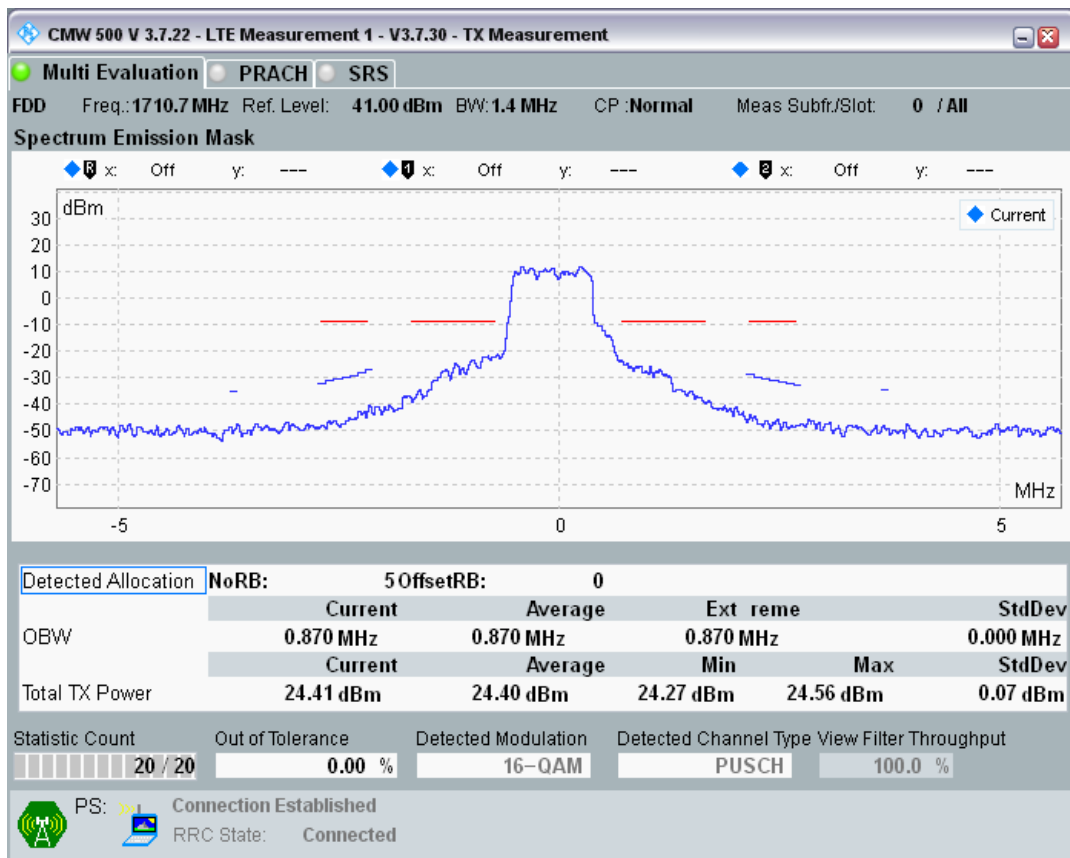 CMW 500 V 3.7.22 - LTE Measurement 1 - V3.7.30 - TX Measurement
Multi Evaluation PRACH SRS
FDD Freq.: 1710.7 MHz Ref. Level: 41.00 dBm BW: 1.4 MHz CP : Normal Meas Subfr./Slot: 0 / All
Spectrum Emission Mask
R x: Off y: --- 1 x: Off y: --- 2 x: Off y: ---
dBm
Current
30
20
10
0
-10
-20
-30
-40
-50
-60
-70
MHz
-5 0 5
Detected Allocation NoRB: 5 OffsetRB: 0
Current Average Ext reme StdDev
OBW 0.870 MHz 0.870 MHz 0.870 MHz 0.000 MHz
Current Average Min Max StdDev
Total TX Power 24.41 dBm 24.40 dBm 24.27 dBm 24.56 dBm 0.07 dBm
Statistic Count Out of Tolerance Detected Modulation Detected Channel Type View Filter Throughput
20 / 20 0.00 % 16-QAM PUSCH 100.0 %
PS: Connection Established
RRC State: Connected